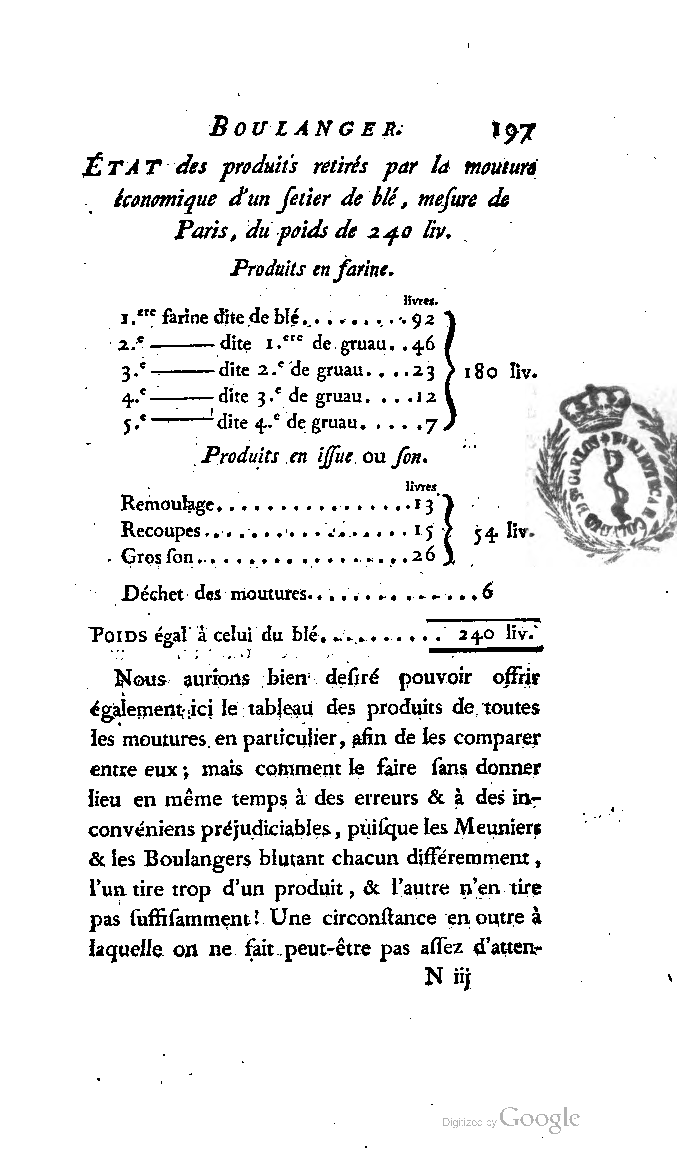 BOULANGER. 197
ÉTAT des produits retirés par la mouture
économique d'un ſetier de blé, meſure de
Paris, du poids de 240 liv.
Produits en farine.
livres.
1.ere farine dite de blé.......... 92
2.e ——— dite 1.ere de gruau.. 46
3.e ——— dite 2.e de gruau.... 23 } 180 liv.
4.e ——— dite 3.e de gruau.... 12
5.e ——— dite 4.e de gruau...... 7
Produits en iſſue ou ſon.
livres
Remoulage................ 13
Recoupes................. 15 } 54 liv.
Gros ſon................. 26
Déchet des moutures.............. 6
POIDS égal à celui du blé.......... 240 liv.
Nous aurions bien deſiré pouvoir offrir
également ici le tableau des produits de toutes
les moutures en particulier, afin de les comparer
entre eux; mais comment le faire ſans donner
lieu en même temps à des erreurs & à des in-
convéniens préjudiciables, puiſque les Meuniers
& les Boulangers blutant chacun différemment,
l'un tire trop d'un produit, & l'autre n'en tire
pas ſuffiſamment! Une circonſtance en outre à
laquelle on ne fait peut-être pas aſſez d'atten-
N iij
Digitized by Google